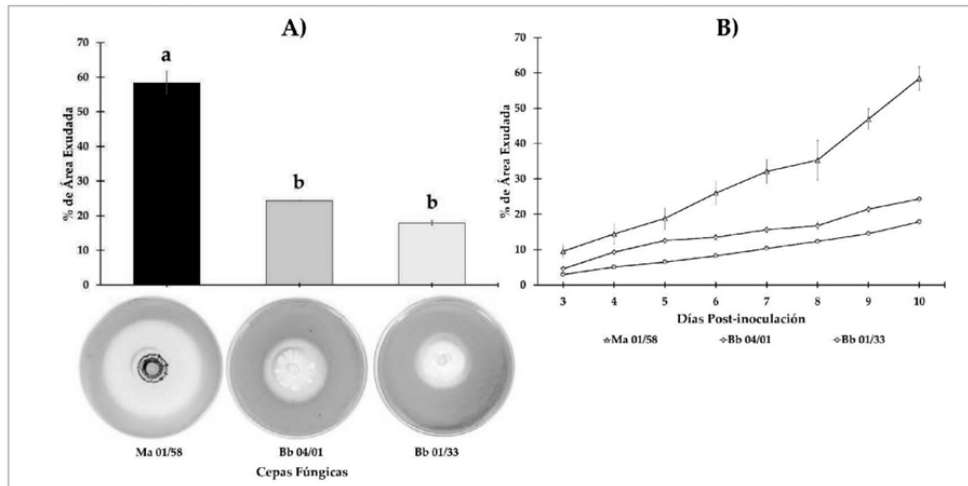 A)
% de Área Exudada
70
60
50
40
30
20
10
0
a
b
b
Ma 01/58
Bb 04/01
Bb 01/33
Cepas Fúngicas
B)
% de Área Exudada
70
60
50
40
30
20
10
0
3 4 5 6 7 8 9 10
Días Post-inoculación
Ma 01/58 Bb 04/01 Bb 01/33